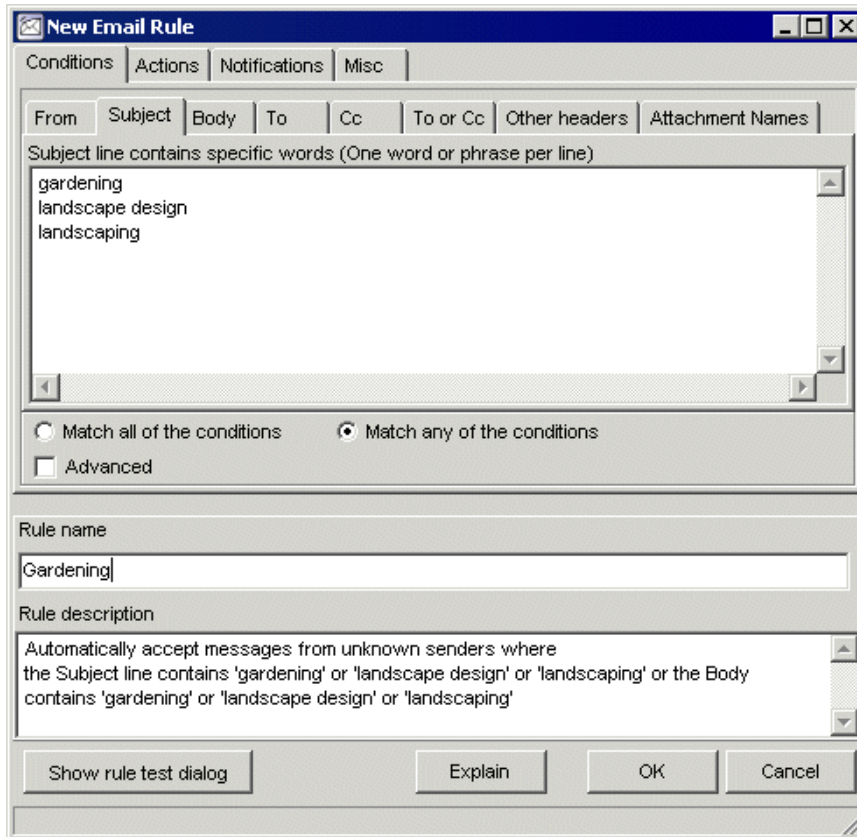 New Email Rule
Conditions Actions Notifications Misc
From Subject Body To Cc To or Cc Other headers Attachment Names
Subject line contains specific words (One word or phrase per line)
gardening
landscape design
landscaping
Match all of the conditions Match any of the conditions
Advanced
Rule name
Gardening
Rule description
Automatically accept messages from unknown senders where
the Subject line contains 'gardening' or 'landscape design' or 'landscaping' or the Body
contains 'gardening' or 'landscape design' or 'landscaping'
Show rule test dialog Explain OK Cancel